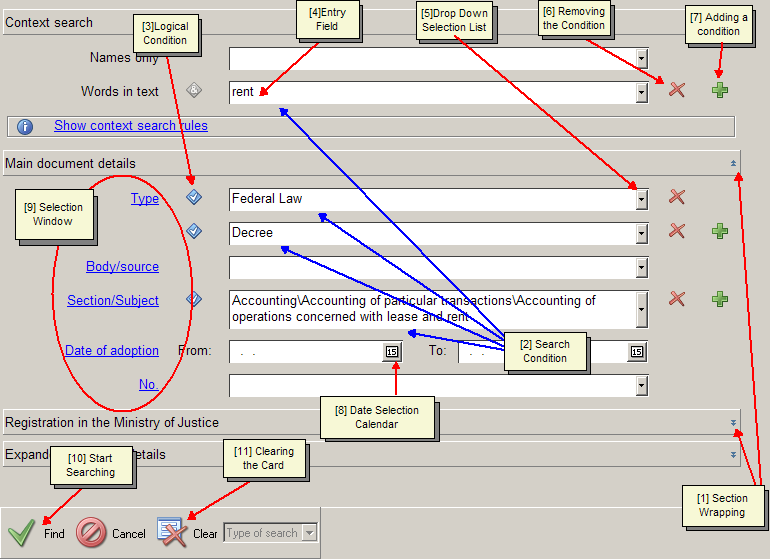 Context search
[3]Logical
Condition
[4]Entry
Field
[5]Drop Down
Selection List
[6] Removing
the Condition
[7] Adding a
condition
Names only
Words in text
&
rent
Show context search rules
Main document details
[9] Selection
Window
Type
Federal Law
Decree
Body/source
Section/Subject
Accounting\Accounting of particular transactions\Accounting of
operations concerned with lease and rent
[2] Search
Condition
Date of adoption
From:
. .
15
To:
. .
15
No.
[8] Date Selection
Calendar
Registration in the Ministry of Justice
Expand
etails
[10] Start
Searching
[11] Clearing
the Card
[1] Section
Wrapping
Find
Cancel
Clear
Type of search